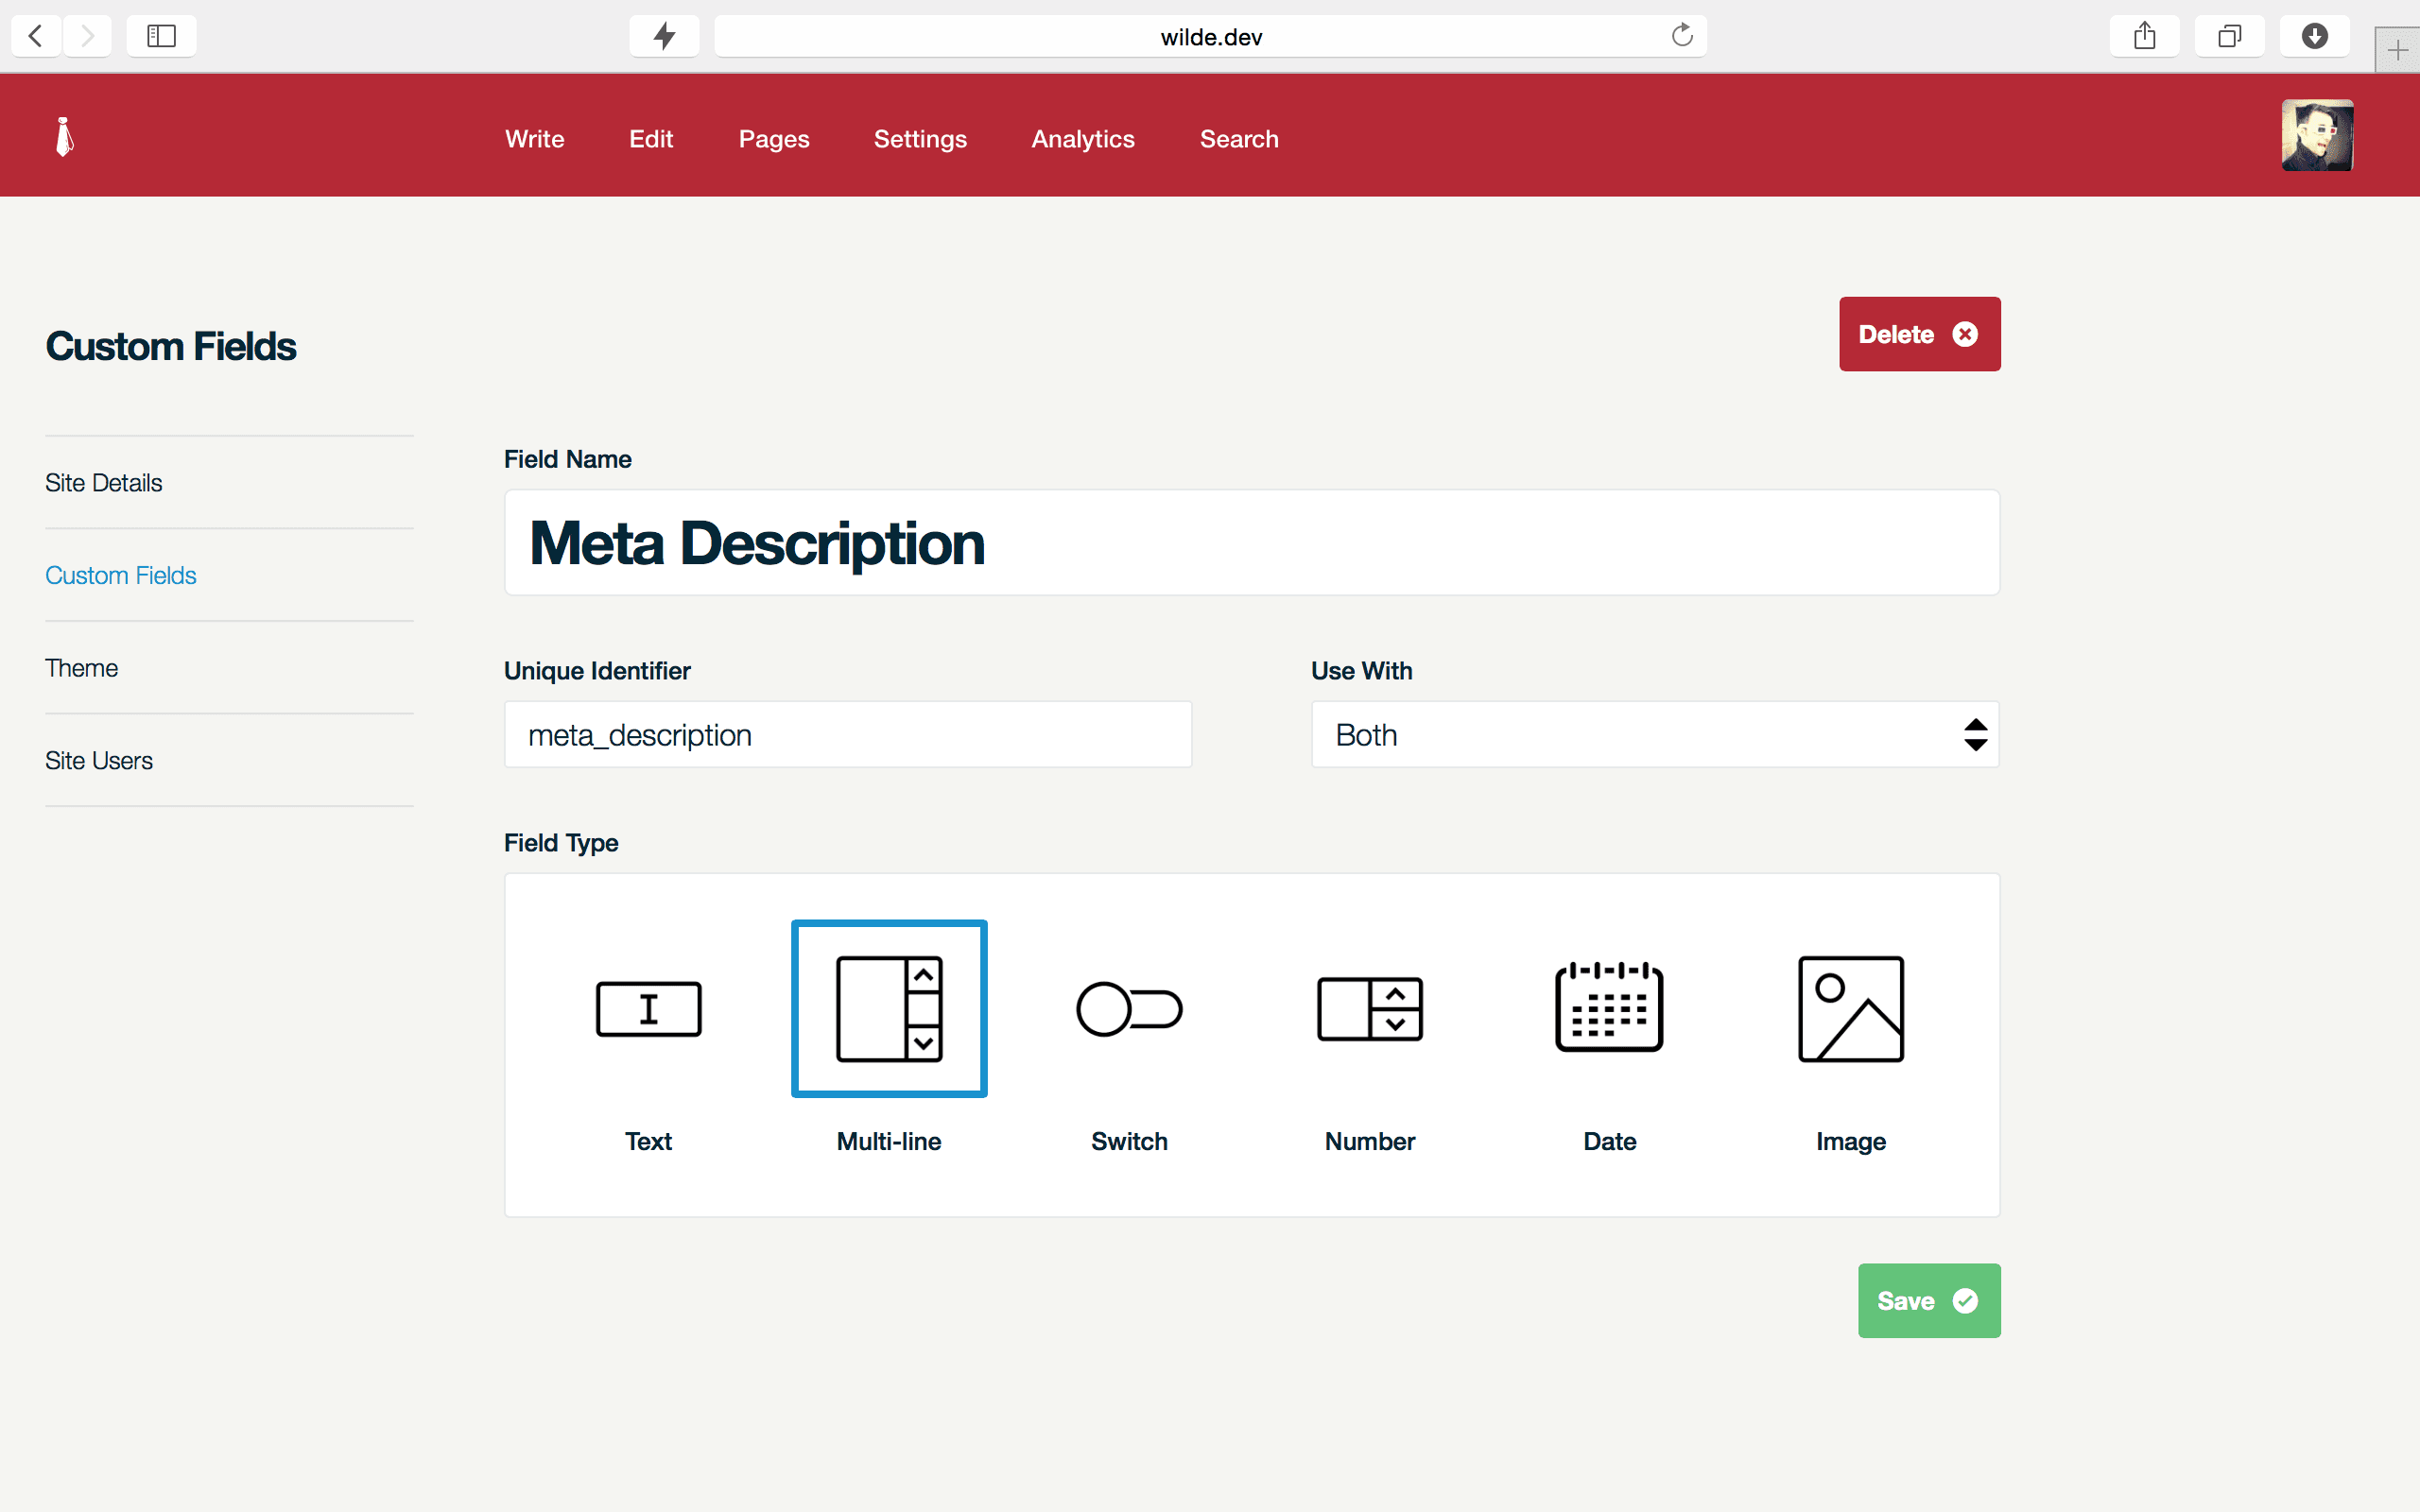 wilde.dev
Write Edit Pages Settings Analytics Search
Custom Fields
Delete
Site Details
Custom Fields
Theme
Site Users
Field Name
Meta Description
Unique Identifier
Use With
meta_description
Both
Field Type
Text Multi-line Switch Number Date Image
Save